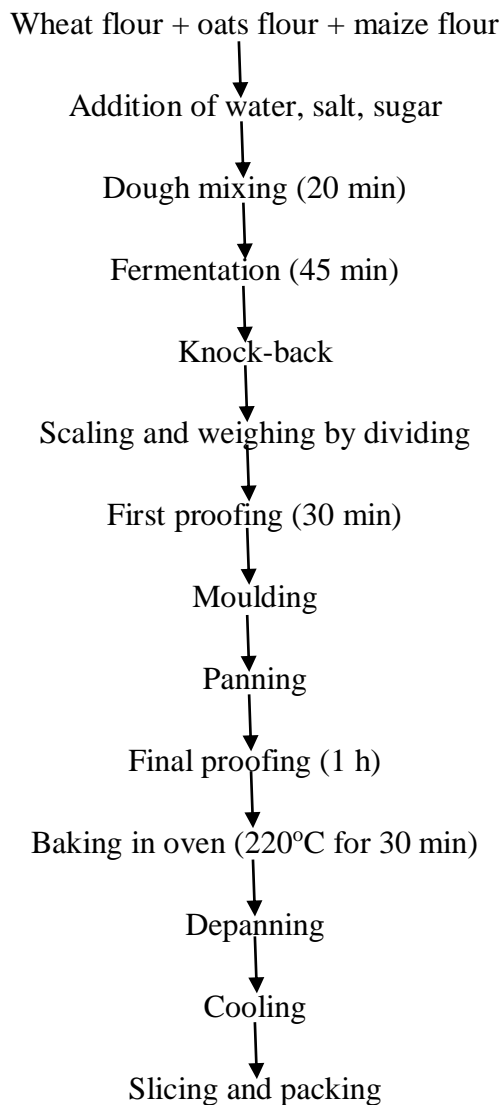 Wheat flour + oats flour + maize flour
Addition of water, salt, sugar
Dough mixing (20 min)
Fermentation (45 min)
Knock-back
Scaling and weighing by dividing
First proofing (30 min)
Moulding
Panning
Final proofing (1 h)
Baking in oven (220°C for 30 min)
Depanning
Cooling
Slicing and packing